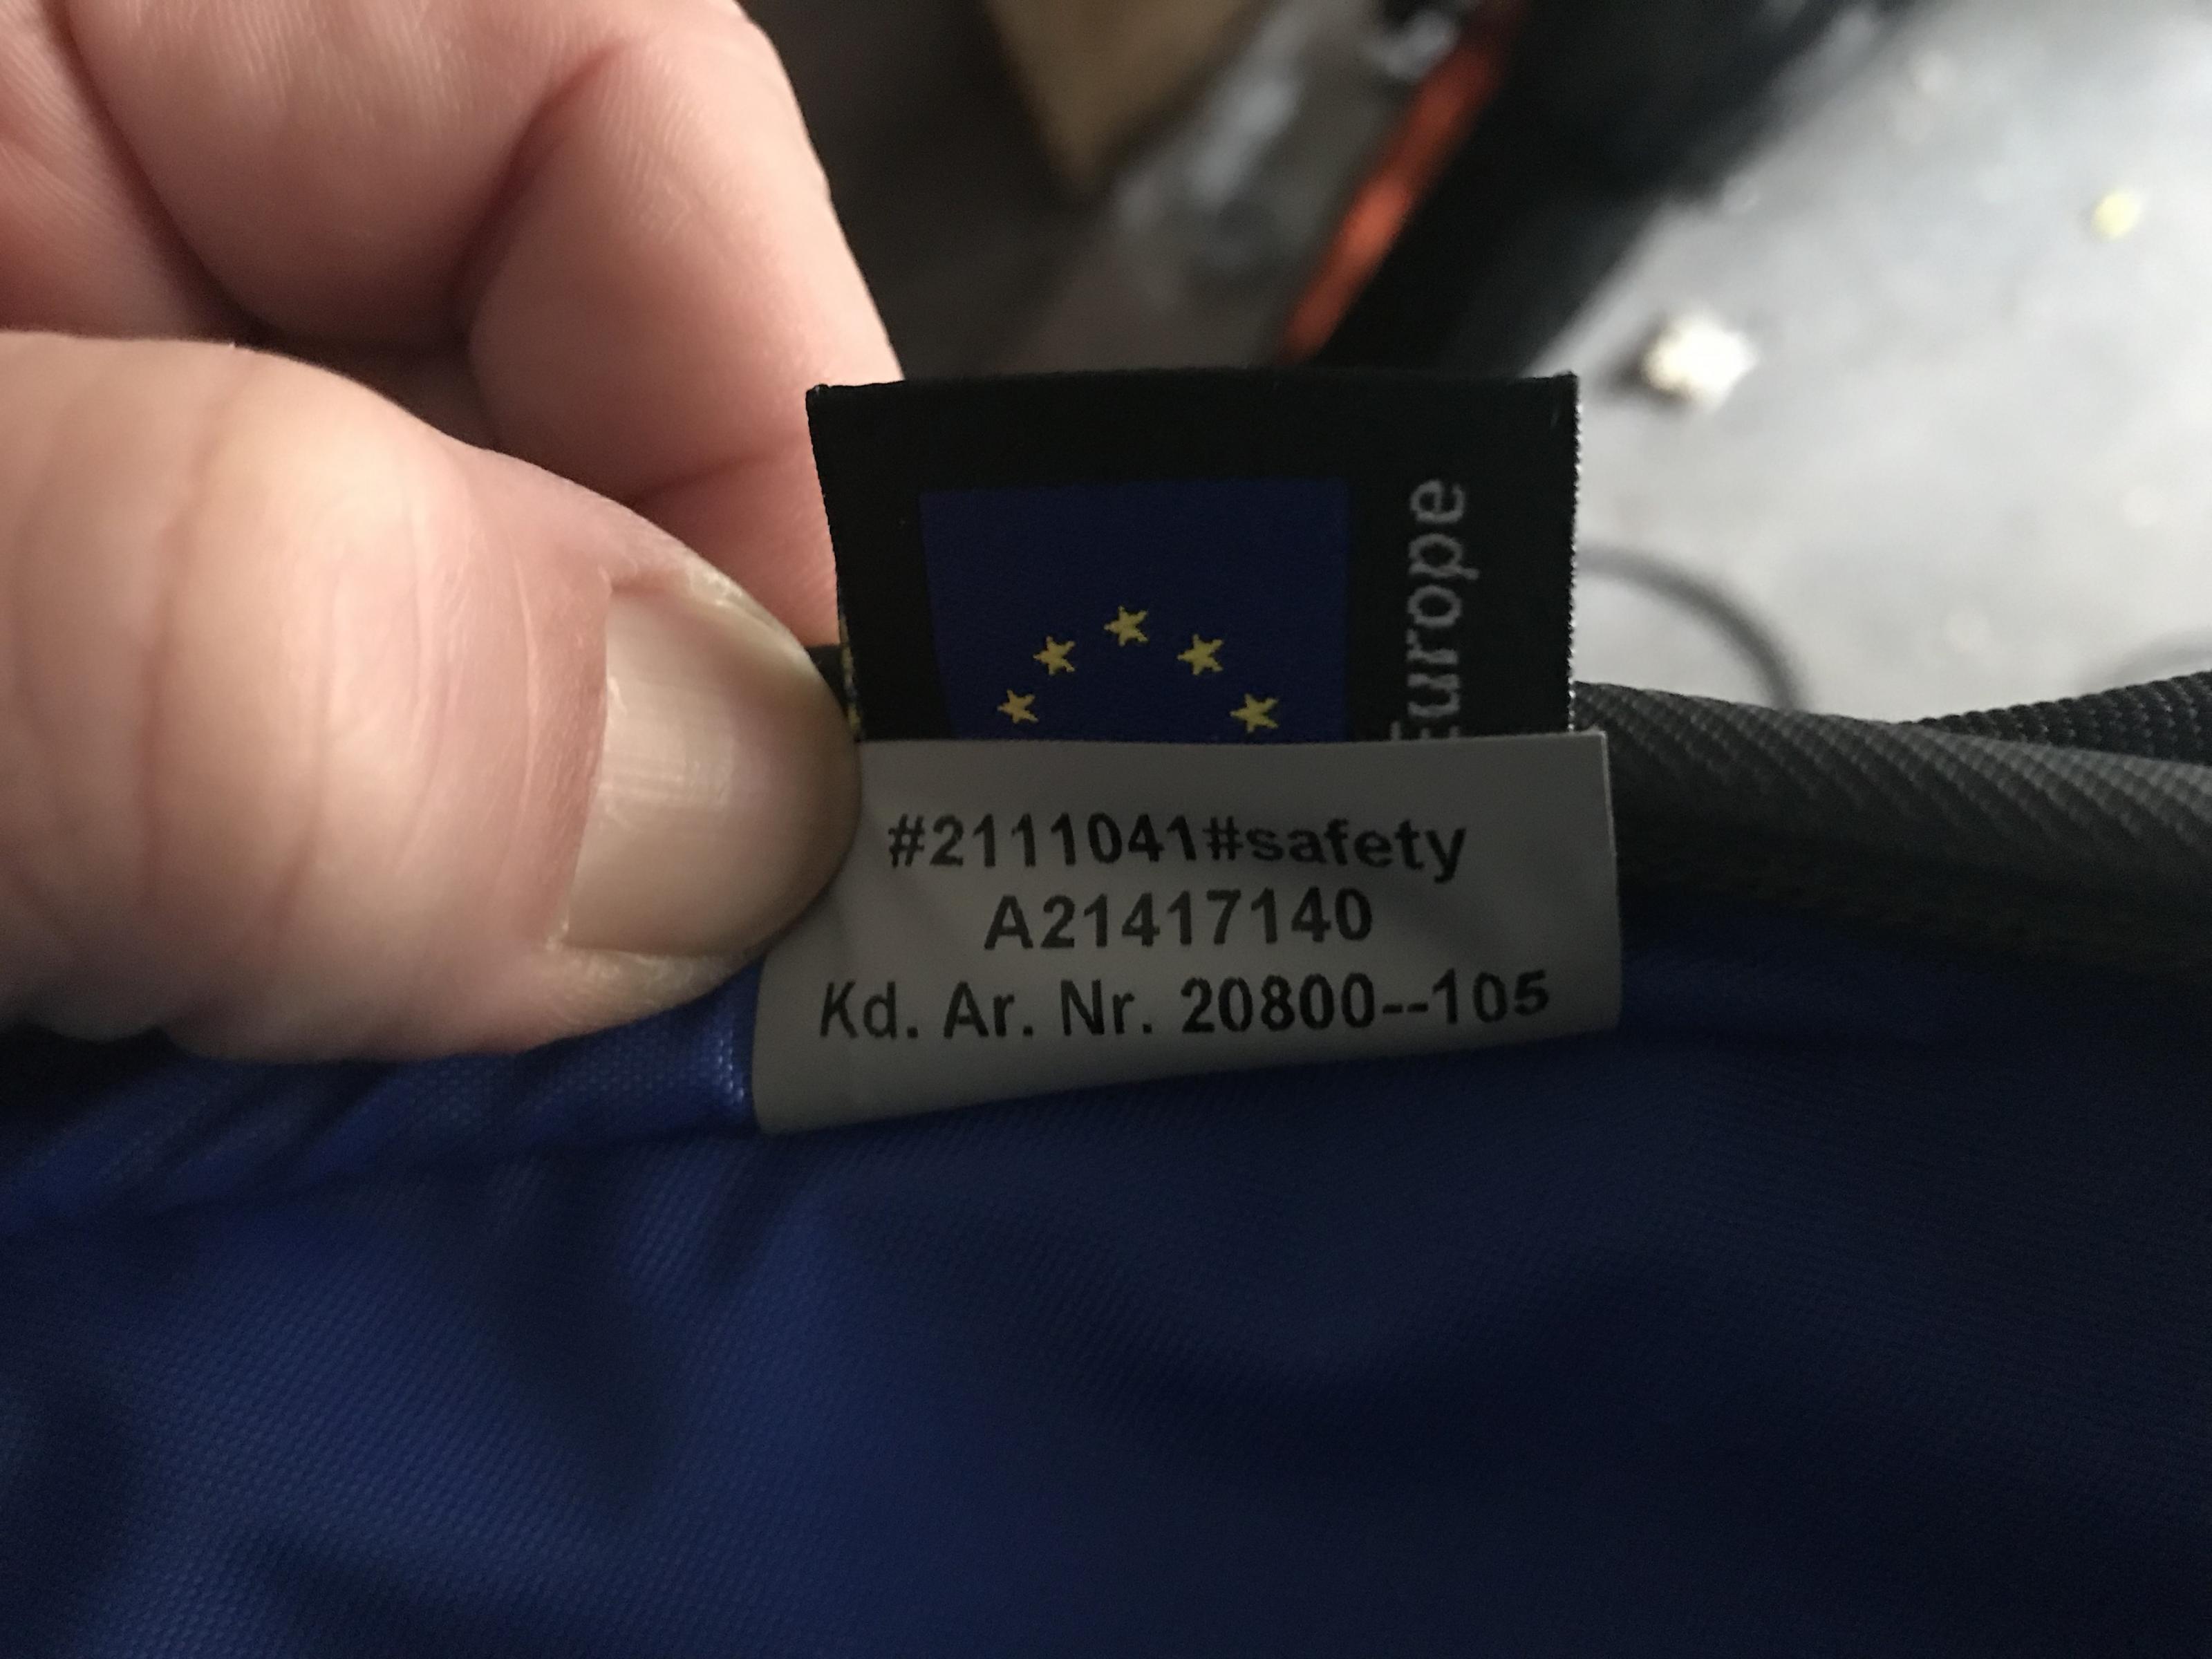 Europe
#2111041#safety
A21417140
Kd. Ar. Nr. 20800--105